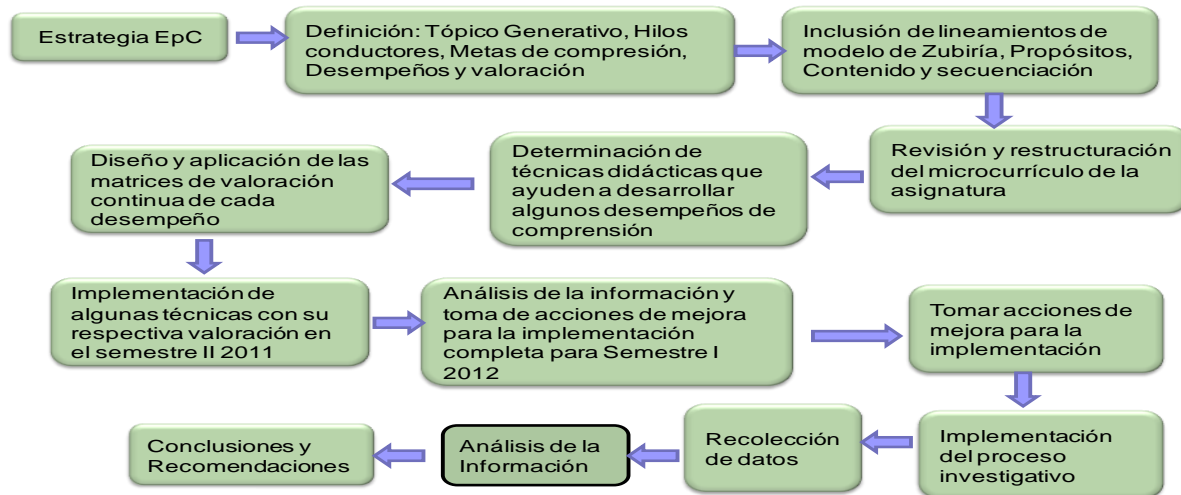 Estrategia EpC
Definición: Tópico Generativo, Hilos
conductores, Metas de compresión,
Desempeños y valoración
Inclusión de lineamientos de
modelo de Zubiría, Propósitos,
Contenido y secuenciación
Revisión y restructuración
del microcurrículo de la
asignatura
Determinación de
técnicas didácticas que
ayuden a desarrollar
algunos desempeños de
comprensión
Diseño y aplicación de las
matrices de valoración
continua de cada
desempeño
Implementación de
algunas técnicas con su
respectiva valoración en
el semestre II 2011
Análisis de la información y
toma de acciones de mejora
para la implementación
completa para Semestre I
2012
Tomar acciones de
mejora para la
implementación
Implementación
del proceso
investigativo
Recolección
de datos
Análisis de la
Información
Conclusiones y
Recomendaciones